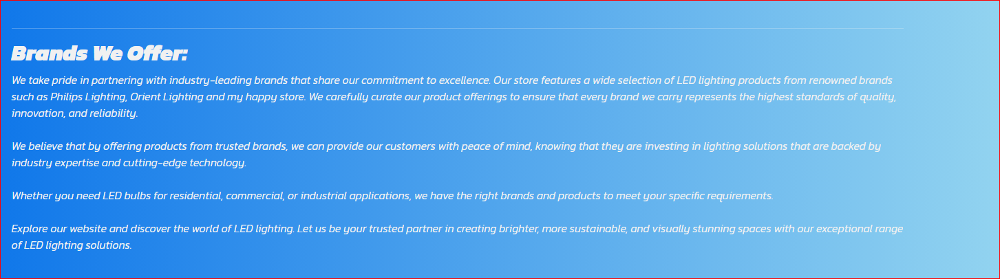 Brands We Offer:
We take pride in partnering with industry-leading brands that share our commitment to excellence. Our store features a wide selection of LED lighting products from renowned brands
such as Philips Lighting, Orient Lighting and my happy store. We carefully curate our product offerings to ensure that every brand we carry represents the highest standards of quality,
innovation, and reliability.
We believe that by offering products from trusted brands, we can provide our customers with peace of mind, knowing that they are investing in lighting solutions that are backed by
industry expertise and cutting-edge technology.
Whether you need LED bulbs for residential, commercial, or industrial applications, we have the right brands and products to meet your specific requirements.
Explore our website and discover the world of LED lighting. Let us be your trusted partner in creating brighter, more sustainable, and visually stunning spaces with our exceptional range
of LED lighting solutions.